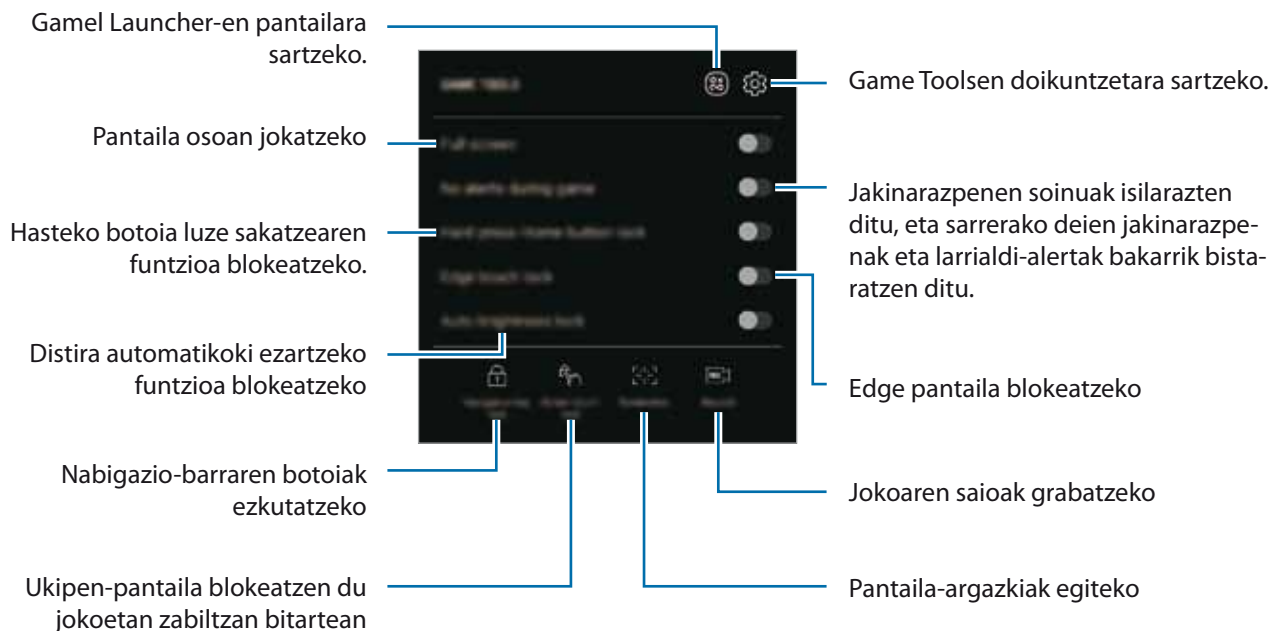 Gamel Launcher-en pantailara
sartzeko.
Pantaila osoan jokatzeko
Hasteko botoia luze sakatzearen
funtzioa blokeatzeko.
Distira automatikoki ezartzeko
funtzioa blokeatzeko
Nabigazio-barraren botoiak
ezkutatzeko
Ukipen-pantaila blokeatzen du
jokoetan zabiltzan bitartean
GAME TOOLS
Full screen
No alerts during game
Hard press Home button lock
Edge touch lock
Auto brightness lock
Game Toolsen doikuntzetara sartzeko.
Jakinarazpenen soinuak isilarazten
ditu, eta sarrerako deien jakinarazpe-
nak eta larrialdi-alertak bakarrik bista-
ratzen ditu.
Edge pantaila blokeatzeko
Jokoaren saioak grabatzeko
Pantaila-argazkiak egiteko